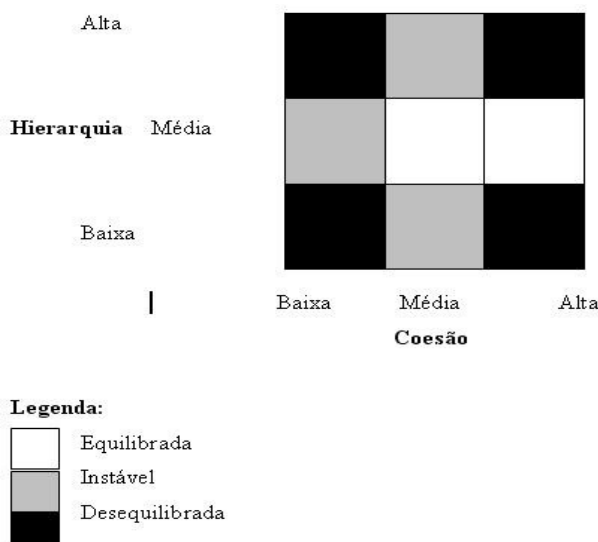 Alta
Hierarquia Média
Baixa
Baixa Média Alta
Coesão
Legenda:
Equilibrada
Instável
Desequilibrada